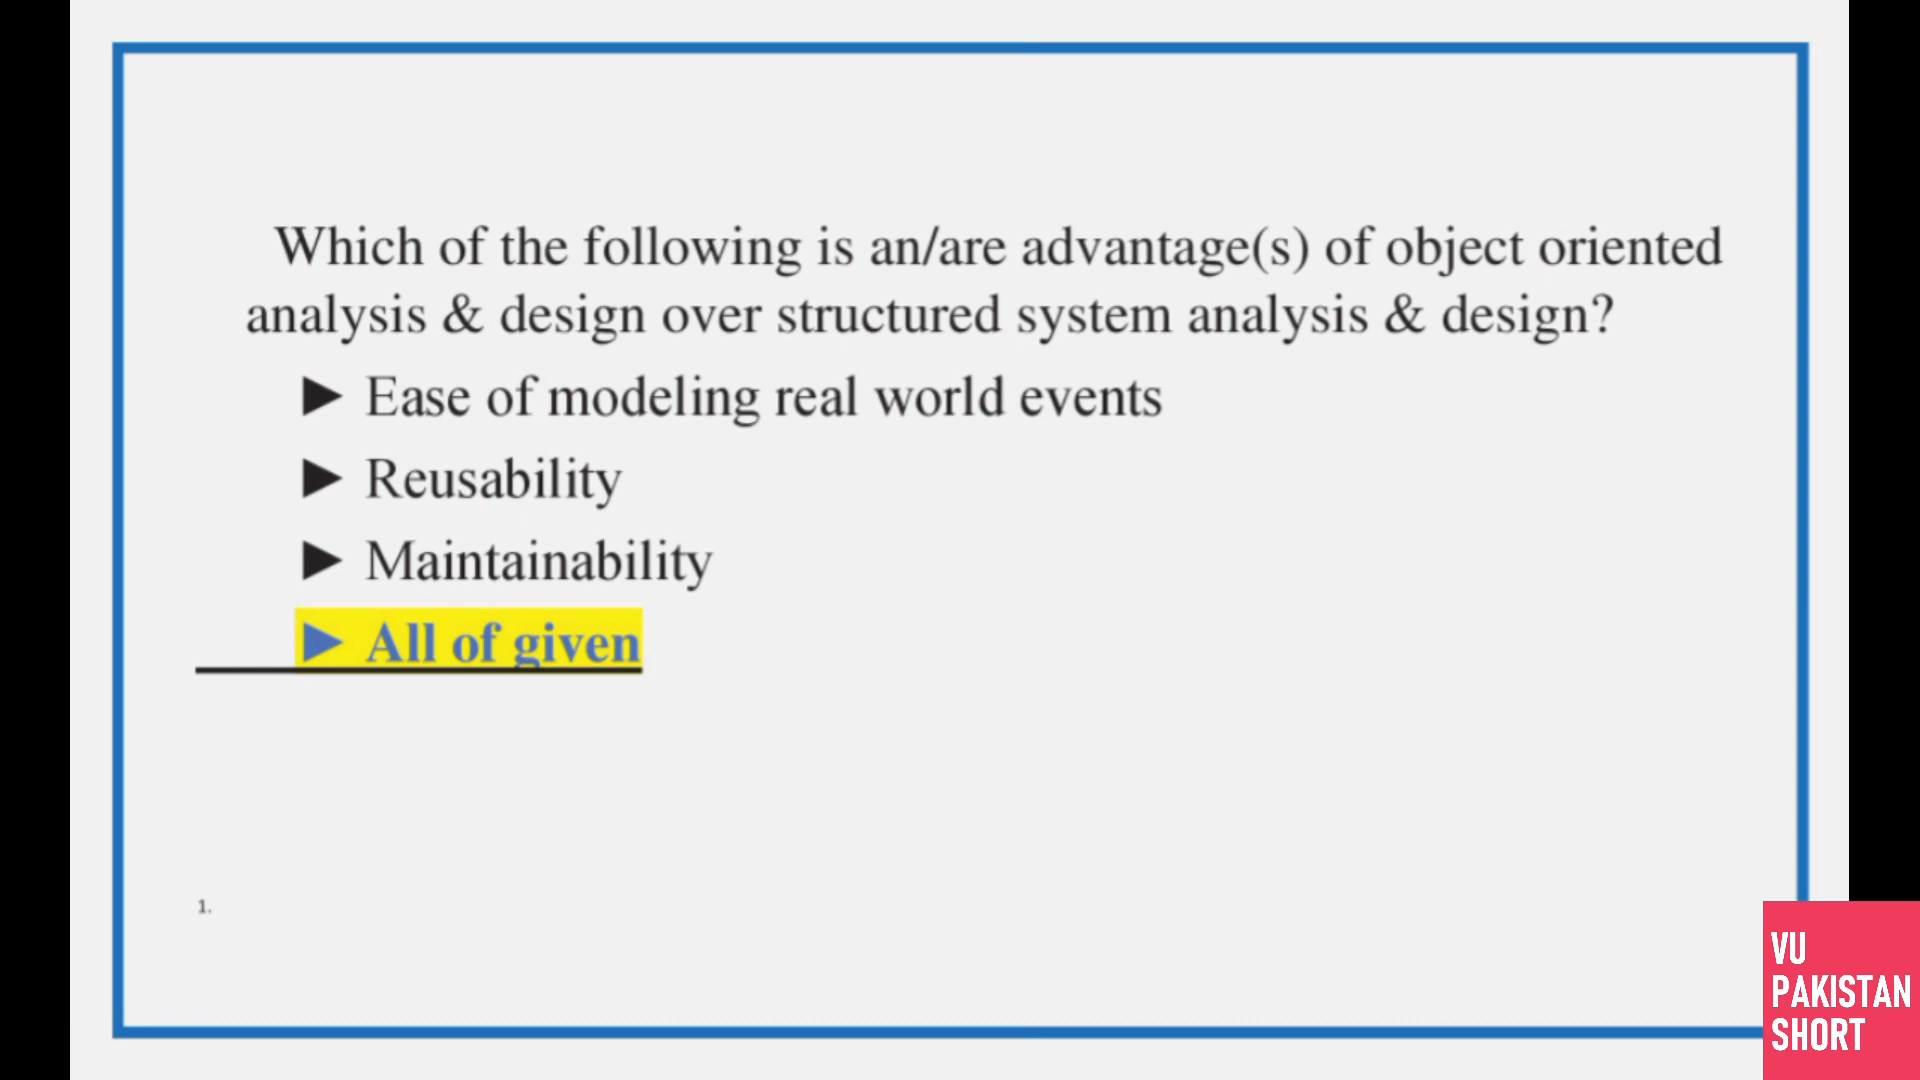 Which of the following is an/are advantage(s) of object oriented
analysis & design over structured system analysis & design?
► Ease of modeling real world events
► Reusability
► Maintainability
► All of given
1.
VU
PAKISTAN
SHORT